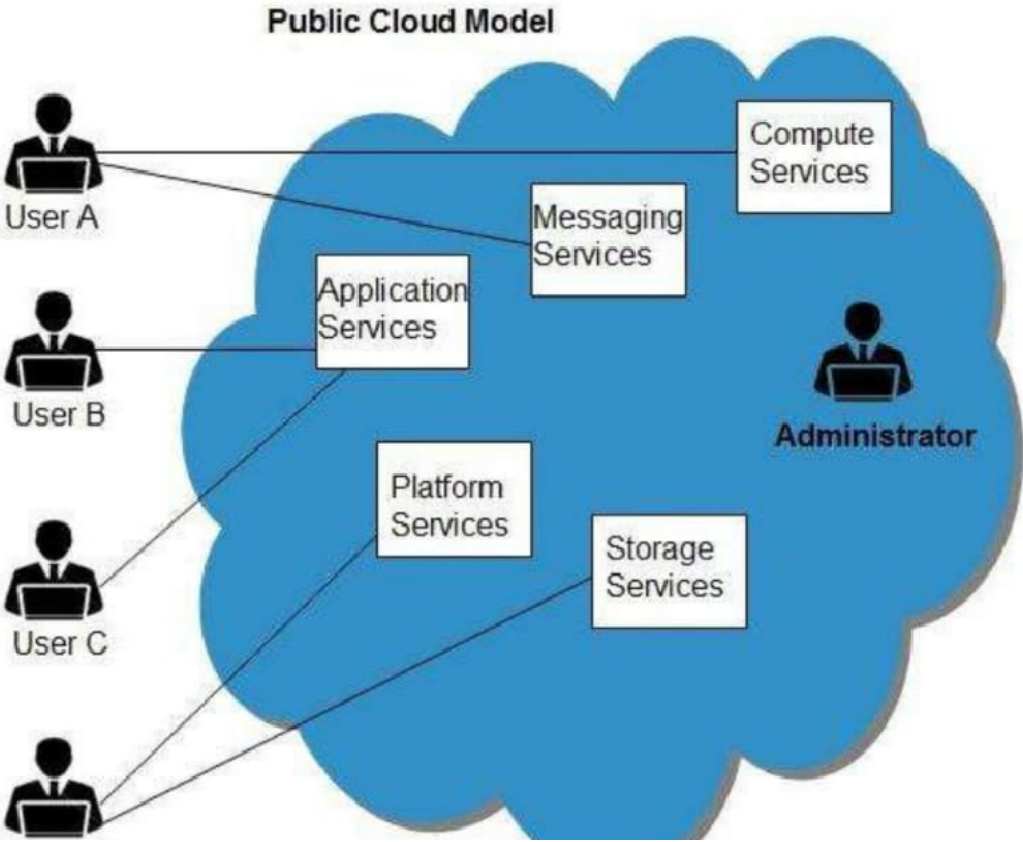 Public Cloud Model
Compute
Services
User A
Messaging
Services
Application
Services
User B
Administrator
Platform
Services
Storage
Services
User C